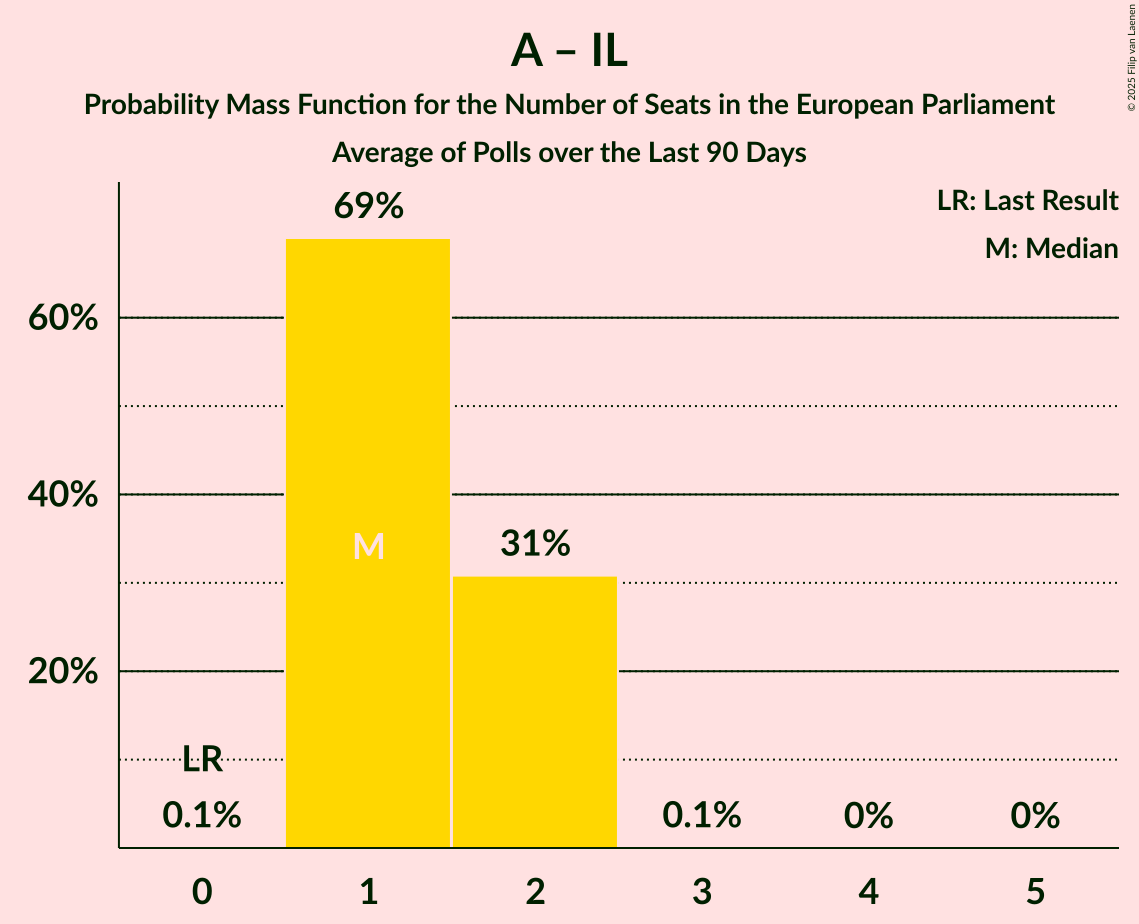 A – IL
Probability Mass Function for the Number of Seats in the European Parliament
Average of Polls over the Last 90 Days
© 2025 Filip van Laenen
LR: Last Result
M: Median
69%
60%
40%
M
31%
20%
LR
0.1%
0.1%
0%
0%
0 1 2 3 4 5